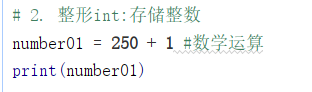 # 2. 整形int:存储整数
number01 = 250 + 1 #数学运算
print(number01)